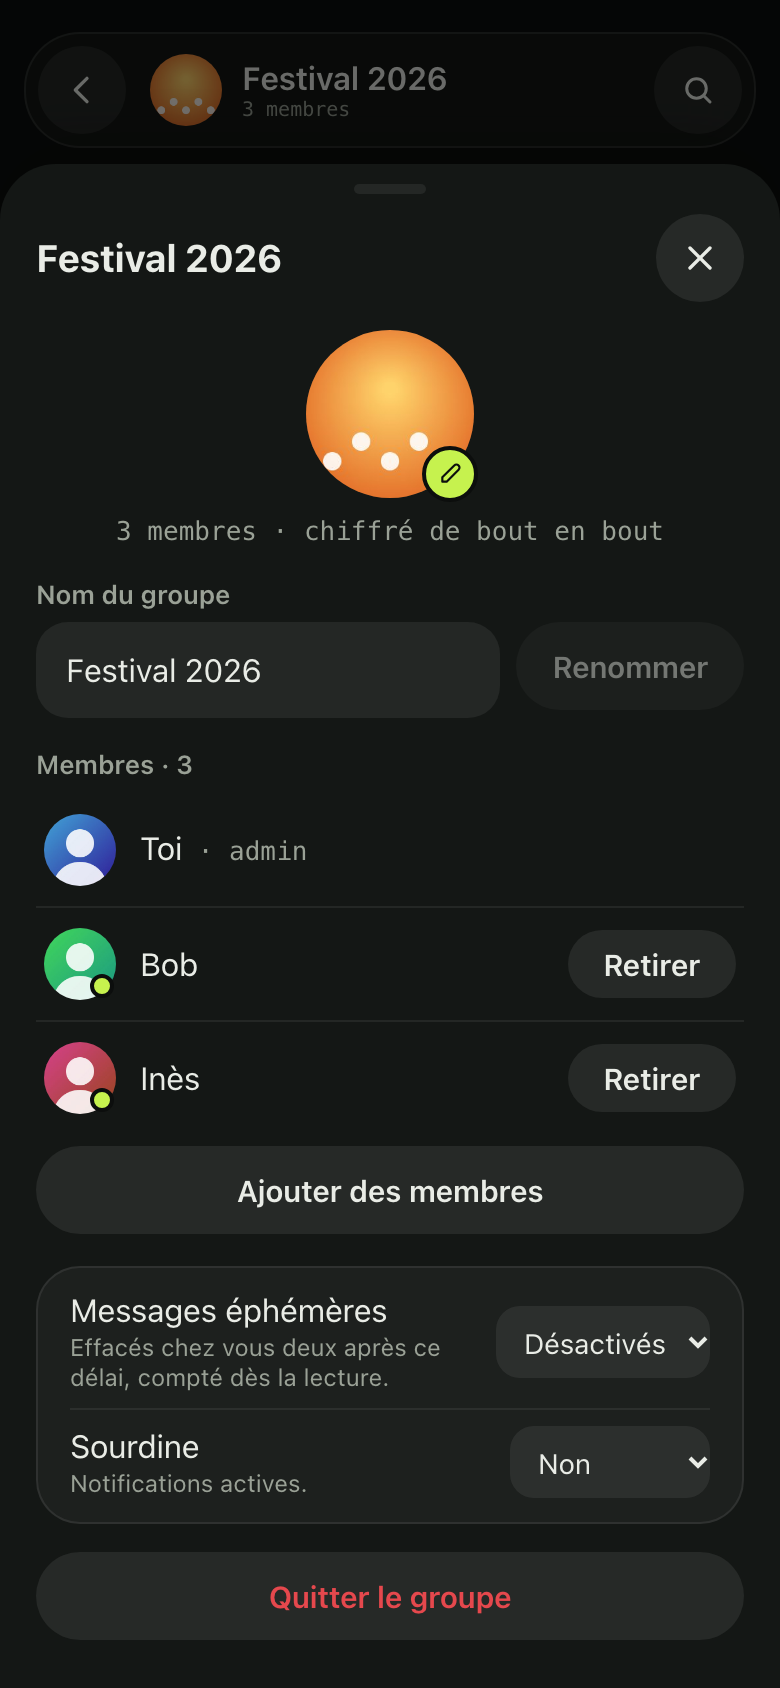 Festival 2026
3 membres
Festival 2026
3 membres · chiffré de bout en bout
Nom du groupe
Festival 2026
Renommer
Membres · 3
Toi · admin
Bob
Retirer
Inès
Retirer
Ajouter des membres
Messages éphémères
Effacés chez vous deux après ce
délai, compté dès la lecture.
Désactivés
Sourdine
Notifications actives.
Non
Quitter le groupe